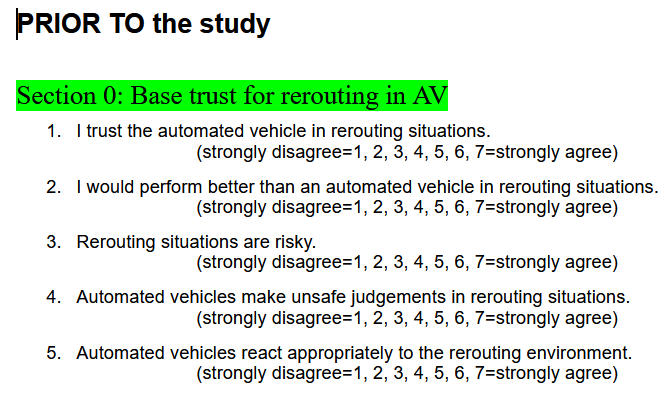 PRIOR TO the study
Section 0: Base trust for rerouting in AV
1. I trust the automated vehicle in rerouting situations.
(strongly disagree=1, 2, 3, 4, 5, 6, 7=strongly agree)
2. I would perform better than an automated vehicle in rerouting situations.
(strongly disagree=1, 2, 3, 4, 5, 6, 7=strongly agree)
3. Rerouting situations are risky.
(strongly disagree=1, 2, 3, 4, 5, 6, 7=strongly agree)
4. Automated vehicles make unsafe judgements in rerouting situations.
(strongly disagree=1, 2, 3, 4, 5, 6, 7=strongly agree)
5. Automated vehicles react appropriately to the rerouting environment.
(strongly disagree=1, 2, 3, 4, 5, 6, 7=strongly agree)